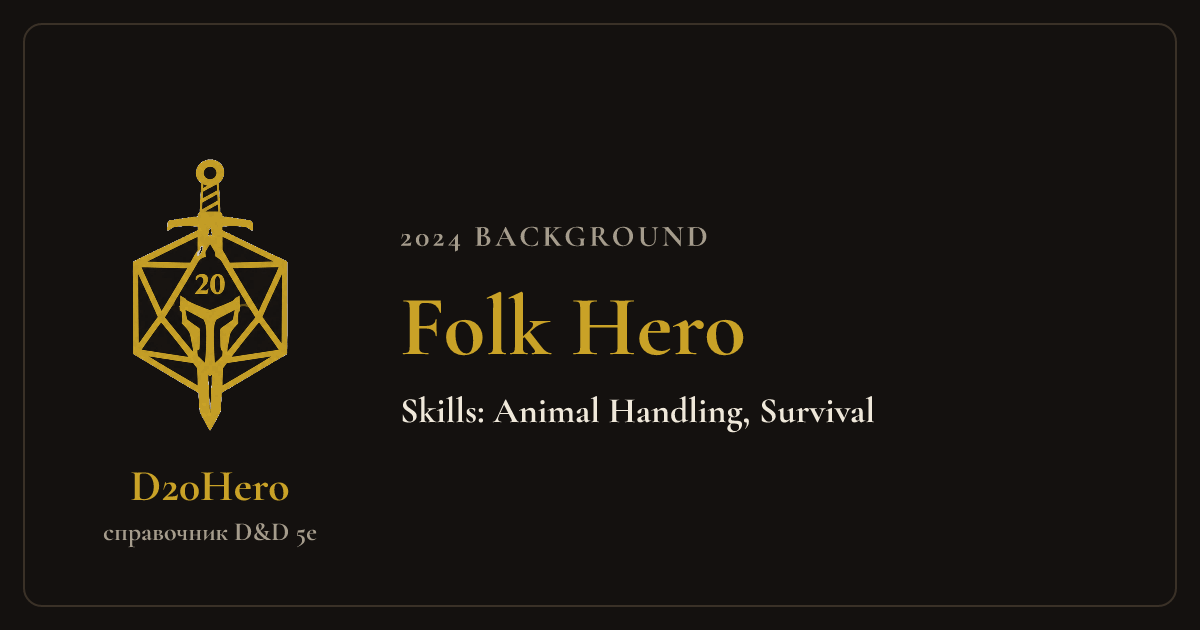 20
D20Hero
справочник D&D 5e
2024 BACKGROUND
Folk Hero
Skills: Animal Handling, Survival